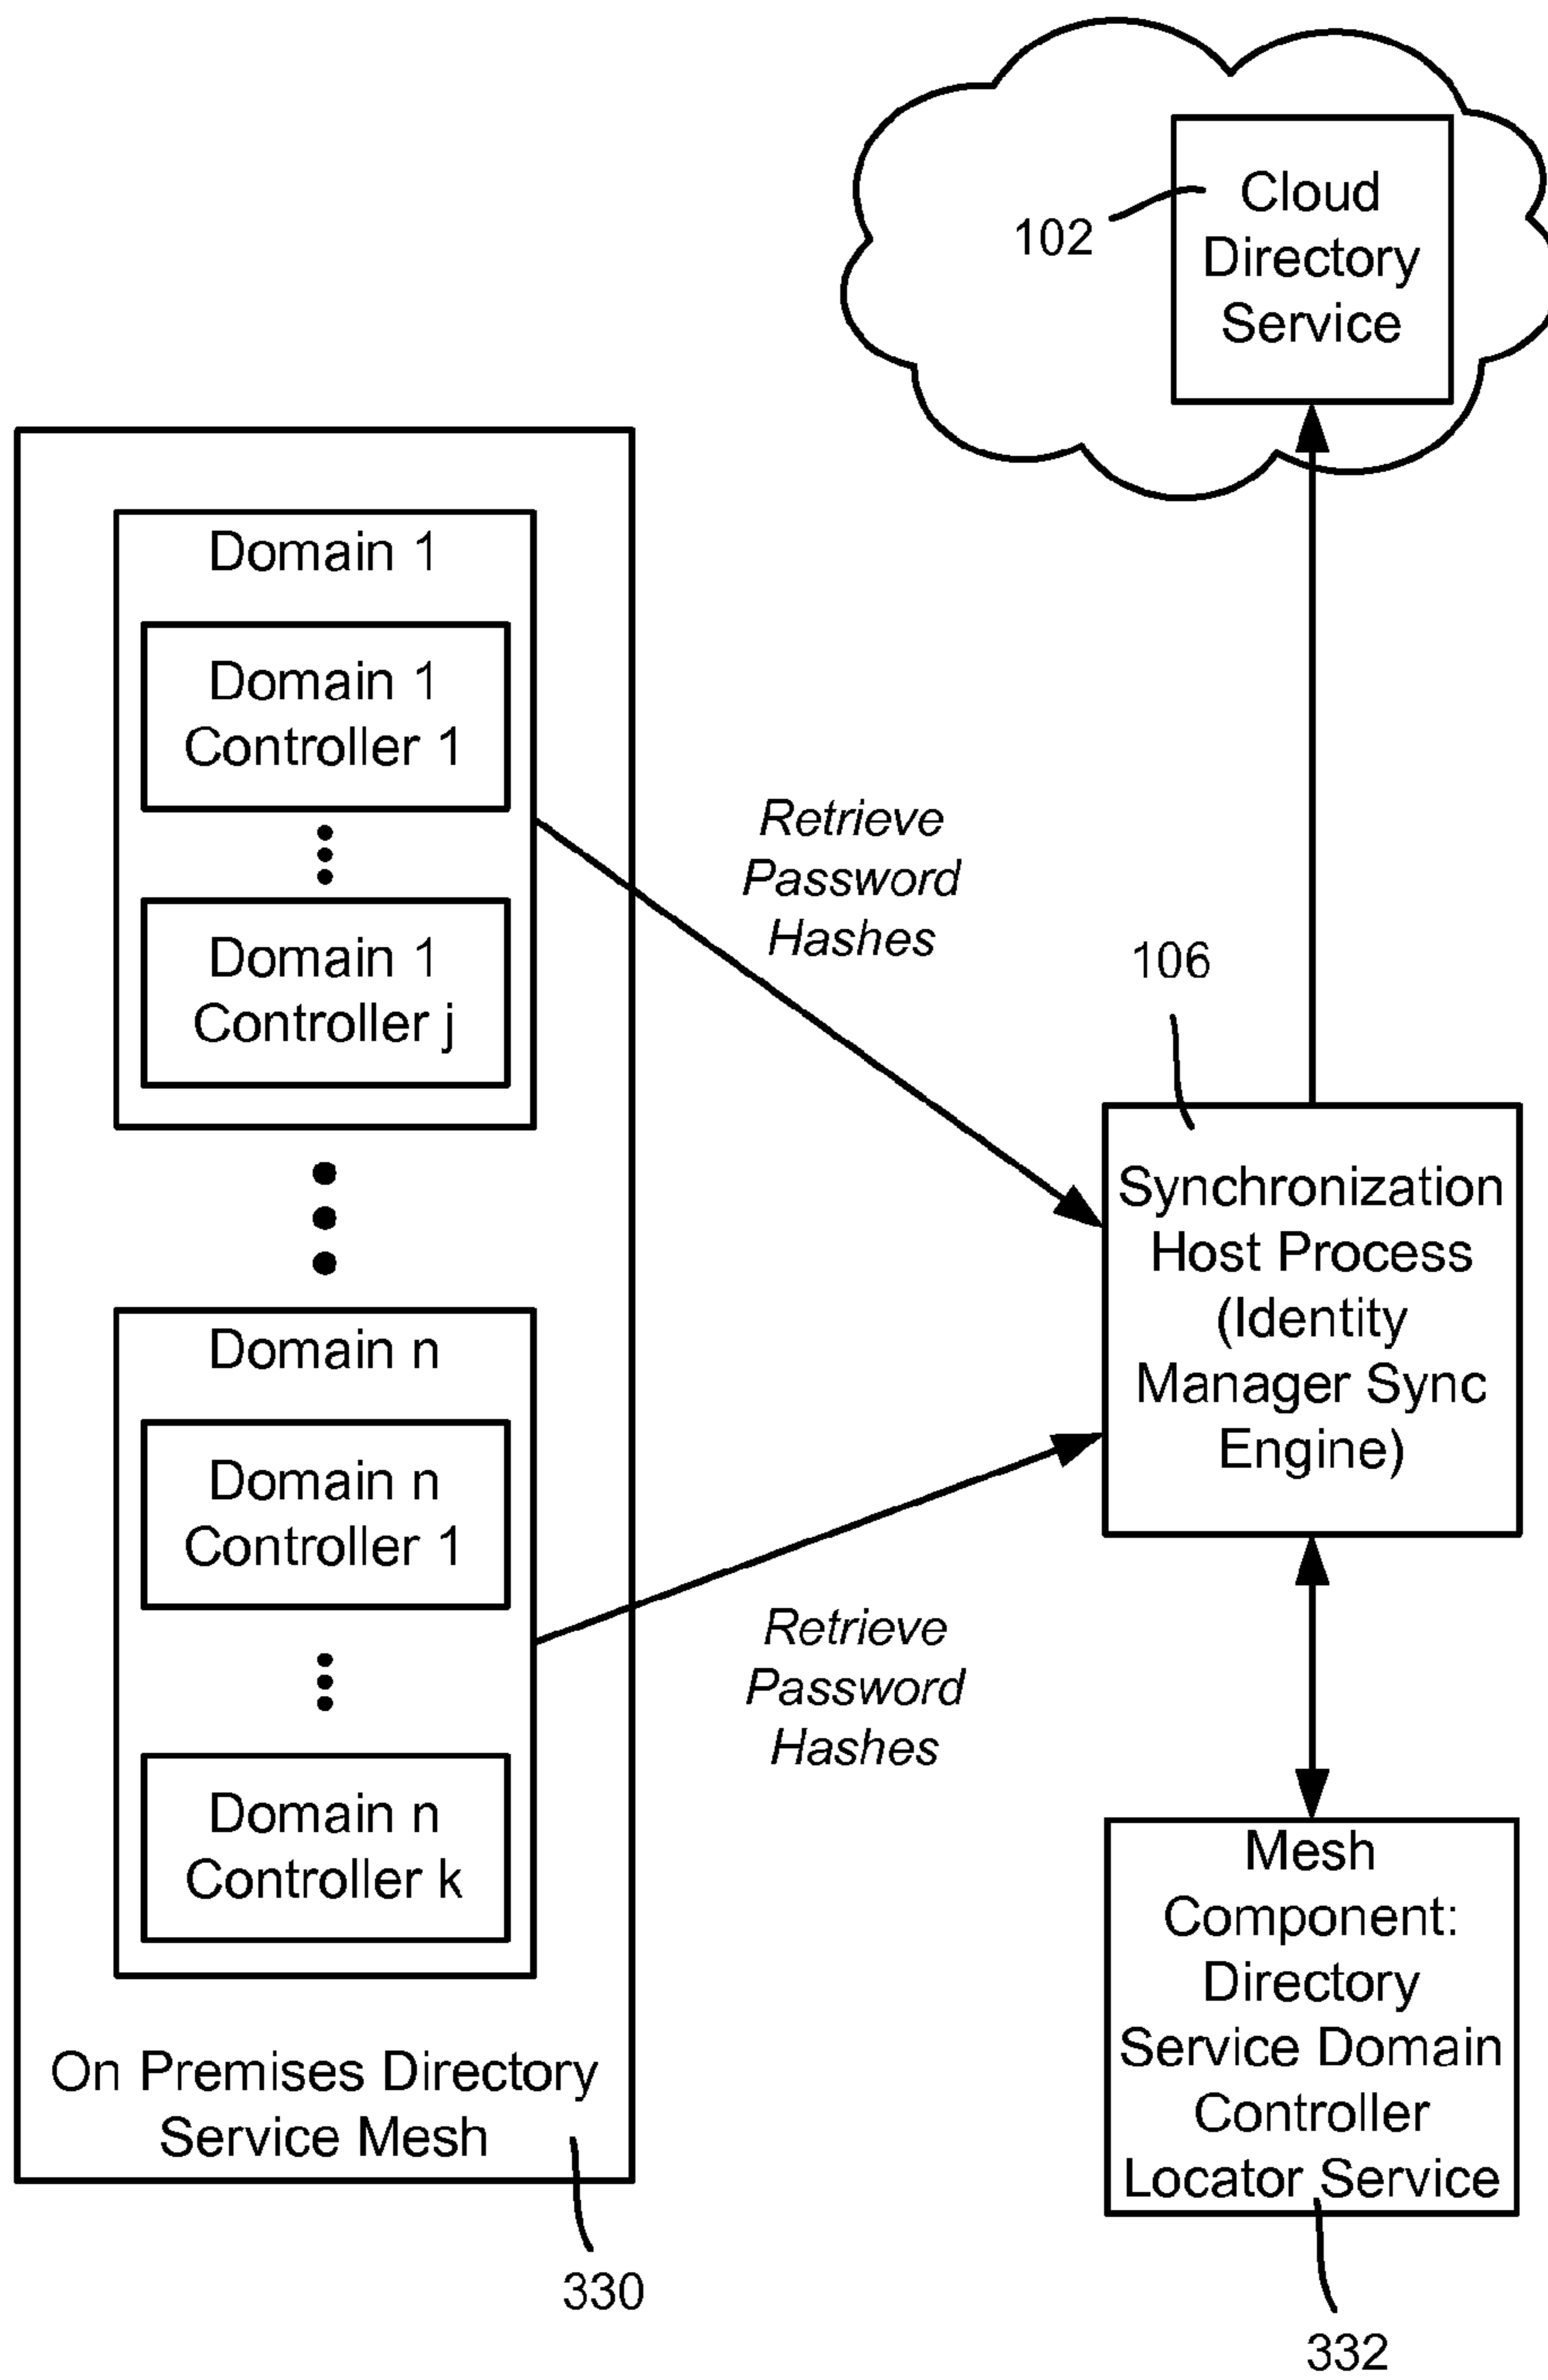 Cloud
Directory
Service
102
Domain 1
Domain 1
Controller 1
Domain 1
Controller j
Domain n
Domain n
Controller 1
Domain n
Controller k
On Premises Directory
Service Mesh
330
Retrieve
Password
Hashes
Retrieve
Password
Hashes
106
Synchronization
Host Process
(Identity
Manager Sync
Engine)
Mesh
Component:
Directory
Service Domain
Controller
Locator Service
332